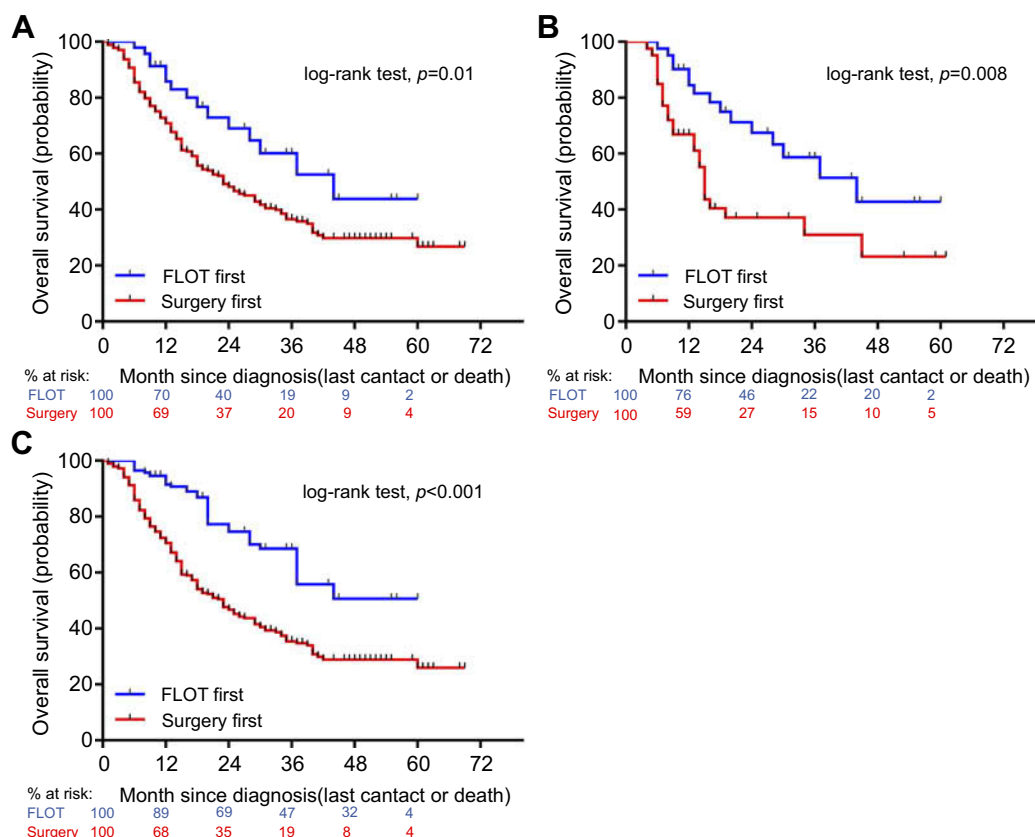 A
100
80
60
40
20
0
Overall survival (probability)
log-rank test, p=0.01
FLOT first
Surgery first
0 12 24 36 48 60 72
% at risk: Month since diagnosis(last cantact or death)
FLOT 100 70 40 19 9 2
Surgery 100 69 37 20 9 4
B
100
80
60
40
20
0
Overall survival (probability)
log-rank test, p=0.008
FLOT first
Surgery first
0 12 24 36 48 60 72
% at risk: Month since diagnosis(last cantact or death)
FLOT 100 76 46 22 20 2
Surgery 100 59 27 15 10 5
C
100
80
60
40
20
0
Overall survival (probability)
log-rank test, p<0.001
FLOT first
Surgery first
0 12 24 36 48 60 72
% at risk: Month since diagnosis(last cantact or death)
FLOT 100 89 69 47 32 4
Surgery 100 68 35 19 8 4